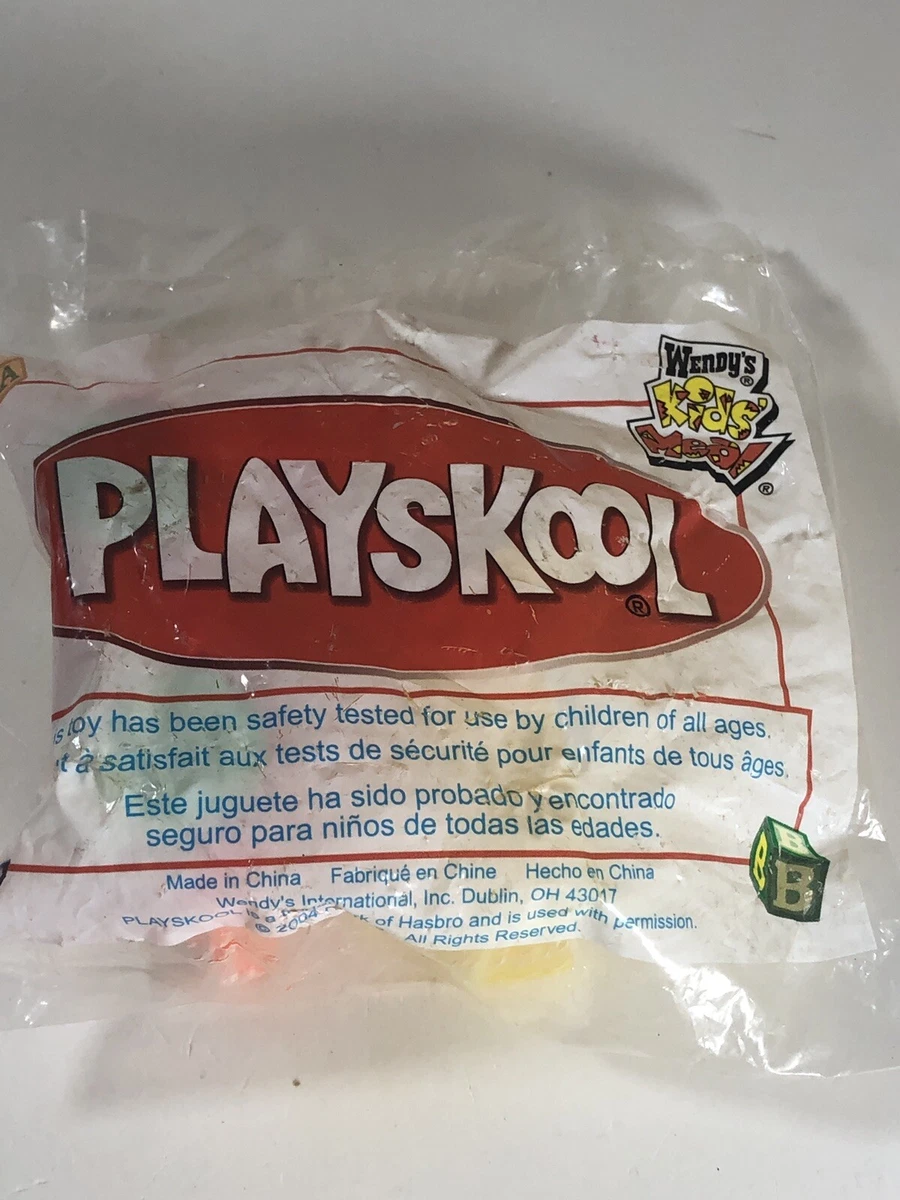 WENDY'S®
Kids'
Meal®
A
PLAYSKOOL®
toy has been safety tested for use by children of all ages.
à satisfait aux tests de sécurité pour enfants de tous âges.
Este juguete ha sido probado y encontrado
seguro para niños de todas las edades.
B B B
Made in China Fabriqué en Chine Hecho en China
Wendy's International, Inc. Dublin, OH 43017
PLAYSKOOL is a of Hasbro and is used with permission.
© 2004 All Rights Reserved.